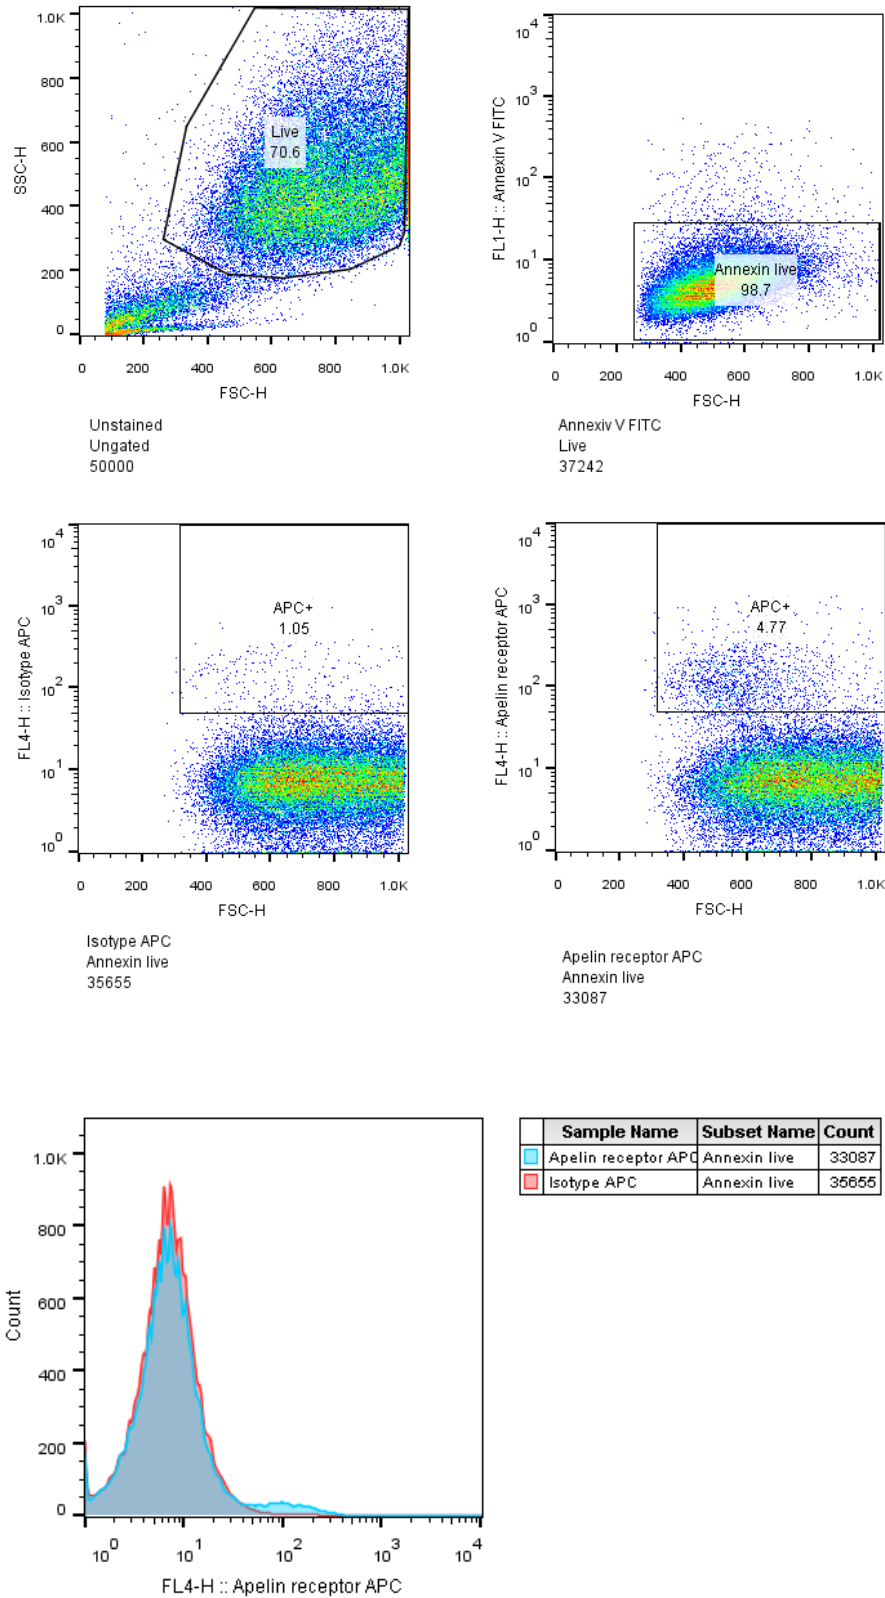 1.0K
800
600
400
200
0
SSC-H
Live
70.6
0 200 400 600 800 1.0K
FSC-H
Unstained
Ungated
50000
10^4
10^3
10^2
10^1
10^0
FL1-H :: Annexin V FITC
Annexin live
98.7
0 200 400 600 800 1.0K
FSC-H
Annexiv V FITC
Live
37242
10^4
10^3
10^2
10^1
10^0
FL4-H :: Isotype APC
APC+
1.05
0 200 400 600 800 1.0K
FSC-H
Isotype APC
Annexin live
35655
10^4
10^3
10^2
10^1
10^0
FL4-H :: Apelin receptor APC
APC+
4.77
0 200 400 600 800 1.0K
FSC-H
Apelin receptor APC
Annexin live
33087
1.0K
800
600
400
200
0
Count
10^0 10^1 10^2 10^3 10^4
FL4-H :: Apelin receptor APC
Sample Name Subset Name Count
Apelin receptor APC Annexin live 33087
Isotype APC Annexin live 35655